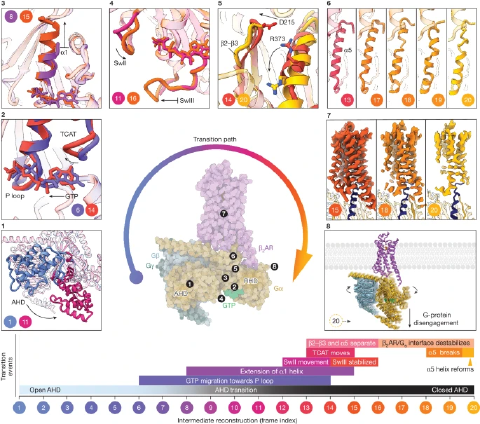 3
8
15
α1
4
SwII
SwIII
11
16
5
D215
β2–β3
R373
14
20
6
α5
13
17
18
19
20
2
TCAT
P loop
GTP
6
14
Transition path
7
β2AR
Gβ
Gγ
6
5
8
3
1
AHD
2
RHD
4
GTP
Gα
7
15
18
1
AHD
1
11
8
20
G-protein
disengagement
β2–β3 and α5 separate
β2AR/Gs interface destabilizes
TCAT moves
α5 breaks
SwII movement
SwIII stabilized
α5 helix reforms
Extension of α1 helix
GTP migration towards P loop
Open AHD
AHD transition
Closed AHD
Transition
events
1
2
3
4
5
6
7
8
9
10
11
12
13
14
15
16
17
18
19
20
Intermediate reconstruction (frame index)